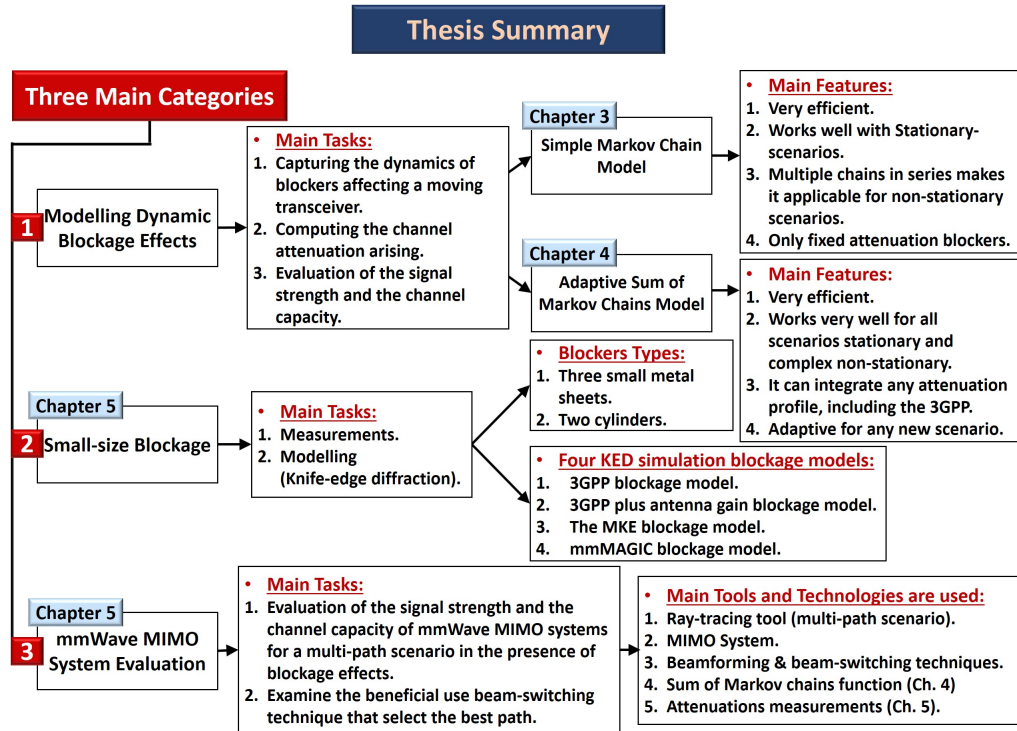 Thesis Summary
Three Main Categories
1
Modelling Dynamic
Blockage Effects
• Main Tasks:
1. Capturing the dynamics of
blockers affecting a moving
transceiver.
2. Computing the channel
attenuation arising.
3. Evaluation of the signal
strength and the channel
capacity.
Chapter 3
Simple Markov Chain
Model
• Main Features:
1. Very efficient.
2. Works well with Stationary-
scenarios.
3. Multiple chains in series makes
it applicable for non-stationary
scenarios.
4. Only fixed attenuation blockers.
Chapter 4
Adaptive Sum of
Markov Chains Model
• Main Features:
1. Very efficient.
2. Works very well for all
scenarios stationary and
complex non-stationary.
3. It can integrate any attenuation
profile, including the 3GPP.
4. Adaptive for any new scenario.
Chapter 5
2
Small-size Blockage
• Main Tasks:
1. Measurements.
2. Modelling
(Knife-edge diffraction).
• Blockers Types:
1. Three small metal
sheets.
2. Two cylinders.
• Four KED simulation blockage models:
1. 3GPP blockage model.
2. 3GPP plus antenna gain blockage model.
3. The MKE blockage model.
4. mmMAGIC blockage model.
Chapter 5
3
mmWave MIMO
System Evaluation
• Main Tasks:
1. Evaluation of the signal strength and the
channel capacity of mmWave MIMO systems
for a multi-path scenario in the presence of
blockage effects.
2. Examine the beneficial use beam-switching
technique that select the best path.
• Main Tools and Technologies are used:
1. Ray-tracing tool (multi-path scenario).
2. MIMO System.
3. Beamforming & beam-switching techniques.
4. Sum of Markov chains function (Ch. 4)
5. Attenuations measurements (Ch. 5).